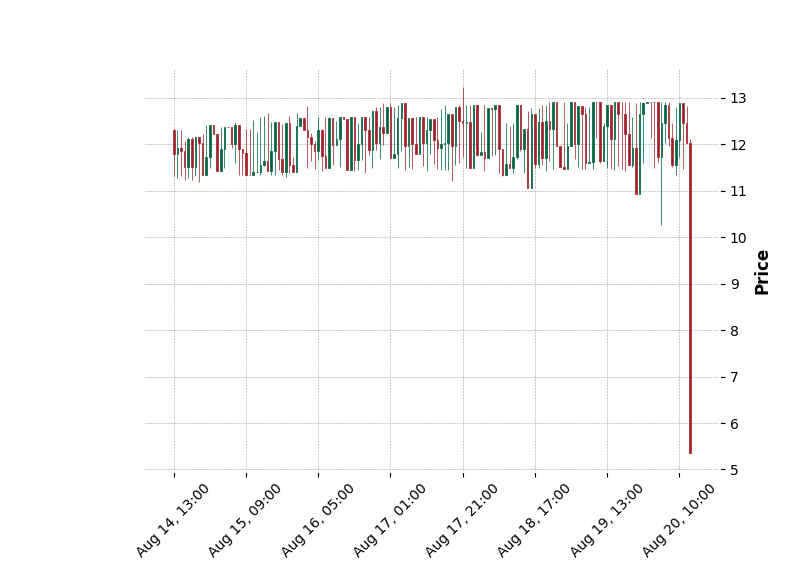 13
12
11
10
9
8
7
6
5
Price
Aug 14, 13:00
Aug 15, 09:00
Aug 16, 05:00
Aug 17, 01:00
Aug 17, 21:00
Aug 18, 17:00
Aug 19, 13:00
Aug 20, 10:00